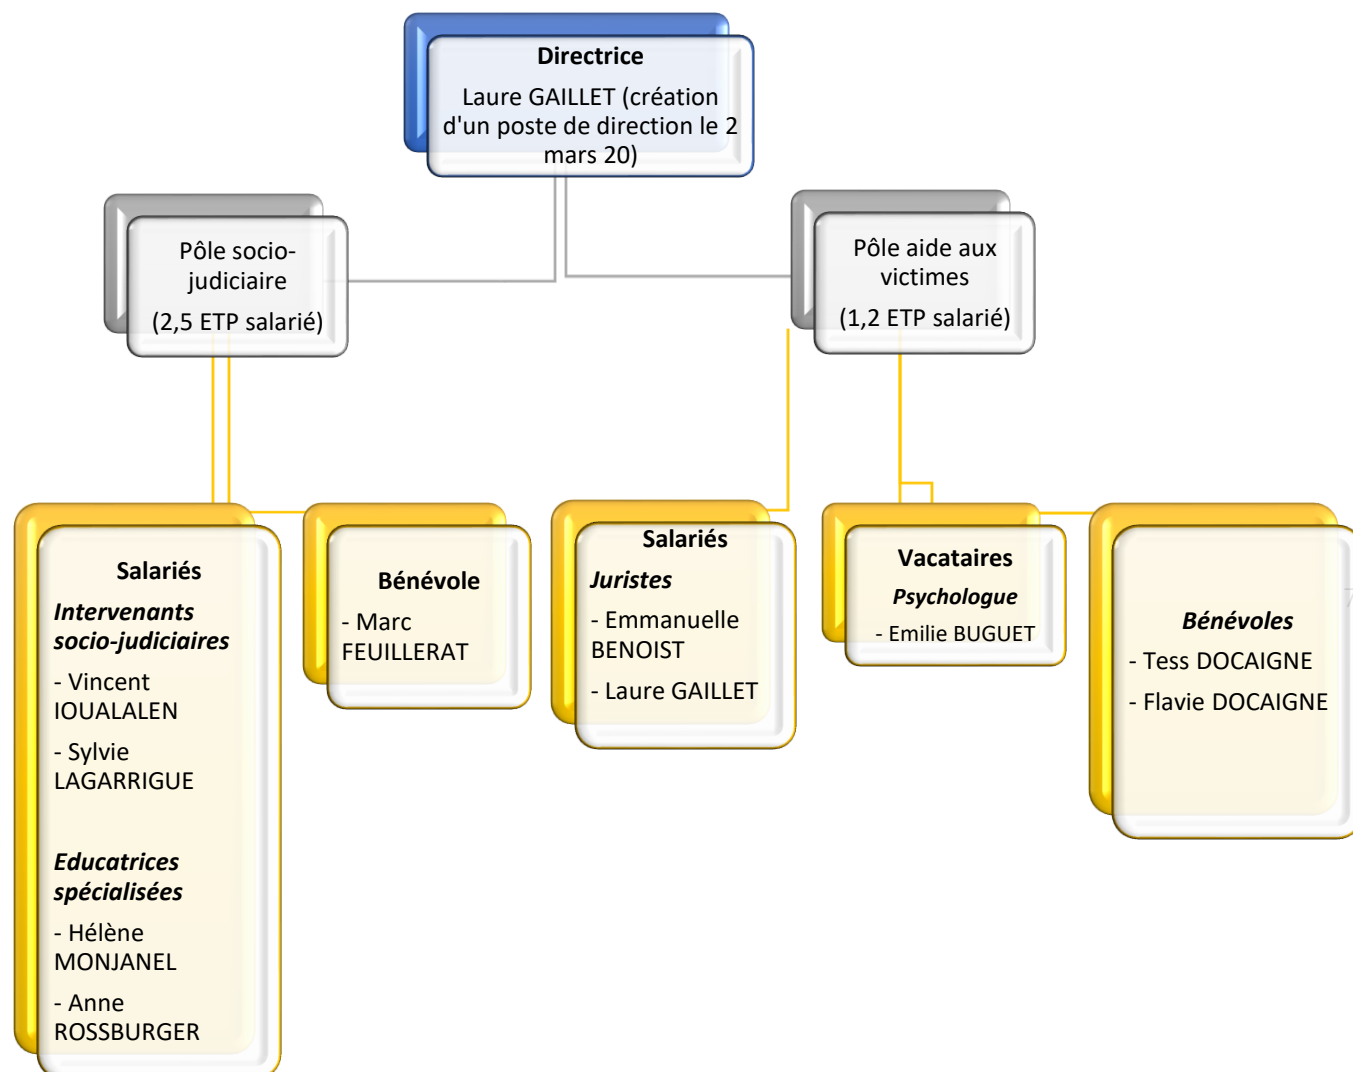 Directrice
Laure GAILLET (création
d'un poste de direction le 2
mars 20)
Pôle socio-
judiciaire
(2,5 ETP salarié)
Pôle aide aux
victimes
(1,2 ETP salarié)
Salariés
Intervenants
socio-judiciaires
- Vincent
IOUALALEN
- Sylvie
LAGARRIGUE
Educatrices
spécialisées
- Hélène
MONJANEL
- Anne
ROSSBURGER
Bénévole
- Marc
FEUILLERAT
Salariés
Juristes
- Emmanuelle
BENOIST
- Laure GAILLET
Vacataires
Psychologue
- Emilie BUGUET
Bénévoles
- Tess DOCAIGNE
- Flavie DOCAIGNE
7